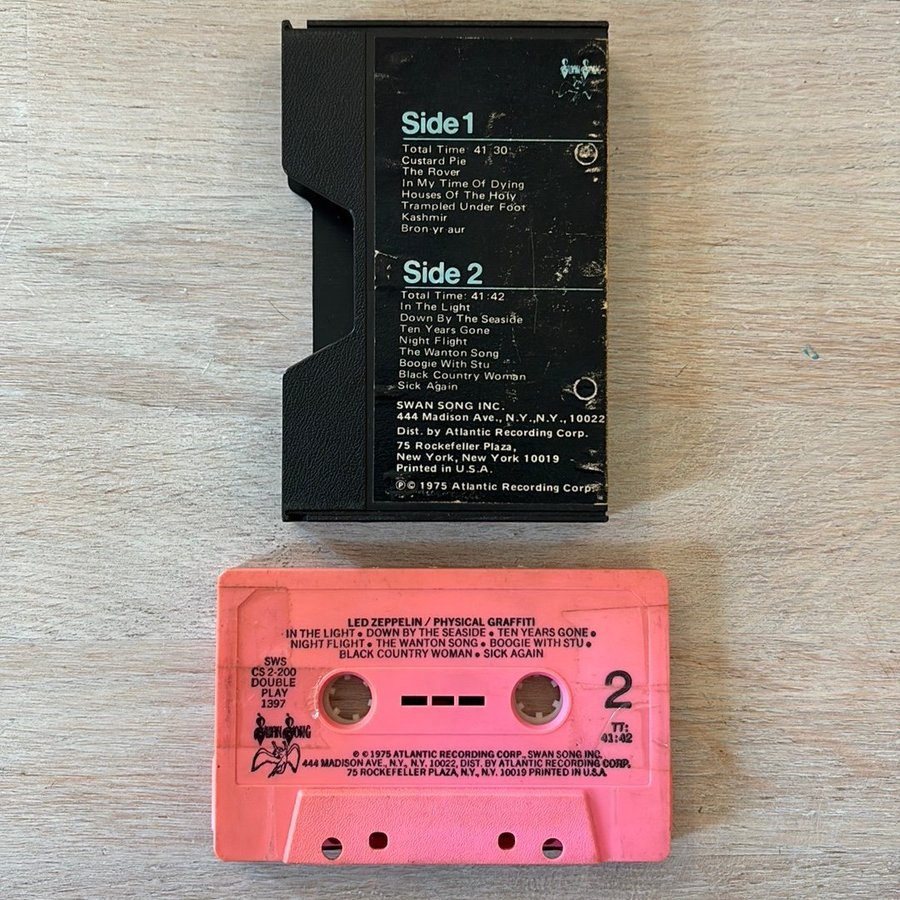 SWAN SONG
Side 1
Total Time: 41:30
Custard Pie
The Rover
In My Time Of Dying
Houses Of The Holy
Trampled Under Foot
Kashmir
Bron-yr-aur
Side 2
Total Time: 41:42
In The Light
Down By The Seaside
Ten Years Gone
Night Flight
The Wanton Song
Boogie With Stu
Black Country Woman
Sick Again
SWAN SONG INC.
444 Madison Ave., N.Y.,N.Y., 10022
Dist. by Atlantic Recording Corp.
75 Rockefeller Plaza,
New York, New York 10019
Printed in U.S.A.
℗© 1975 Atlantic Recording Corp.
LED ZEPPELIN / PHYSICAL GRAFFITI
IN THE LIGHT • DOWN BY THE SEASIDE • TEN YEARS GONE •
NIGHT FLIGHT • THE WANTON SONG • BOOGIE WITH STU •
BLACK COUNTRY WOMAN • SICK AGAIN
SWS
CS 2-200
DOUBLE
PLAY
1397
2
TT:
41:42
SWAN SONG
℗ © 1975 ATLANTIC RECORDING CORP., SWAN SONG INC.
444 MADISON AVE., N.Y., N.Y. 10022, DIST. BY ATLANTIC RECORDING CORP.
75 ROCKEFELLER PLAZA, N.Y., N.Y. 10019 PRINTED IN U.S.A.